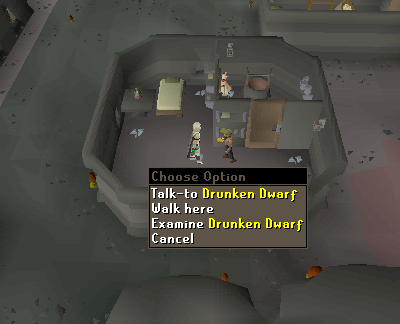 Choose Option
Talk-to Drunken Dwarf
Walk here
Examine Drunken Dwarf
Cancel